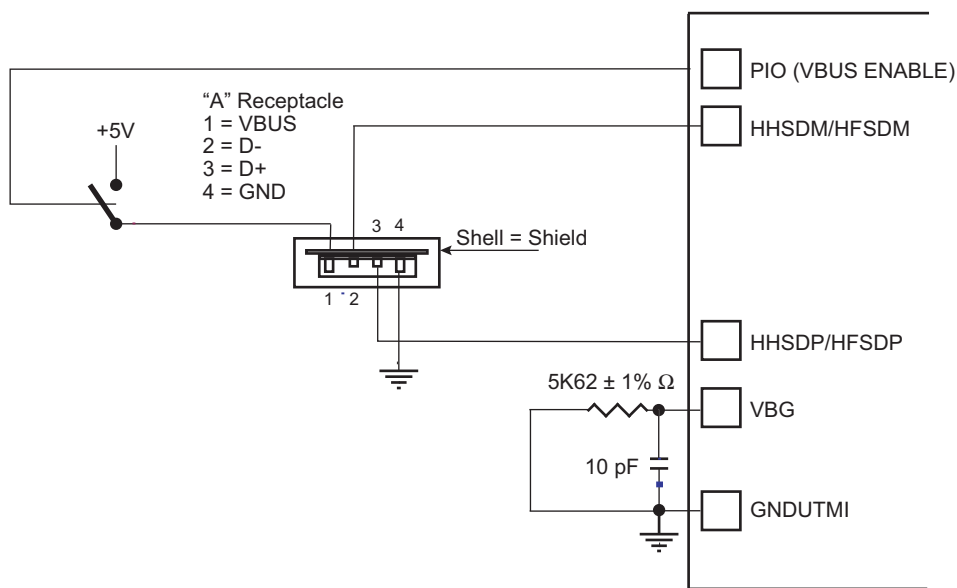 PIO (VBUS ENABLE)
"A" Receptacle
1 = VBUS
2 = D-
3 = D+
4 = GND
+5V
HHSDM/HFSDM
3 4
Shell = Shield
1 2
HHSDP/HFSDP
5K62 ± 1% Ω
VBG
10 pF
GNDUTMI